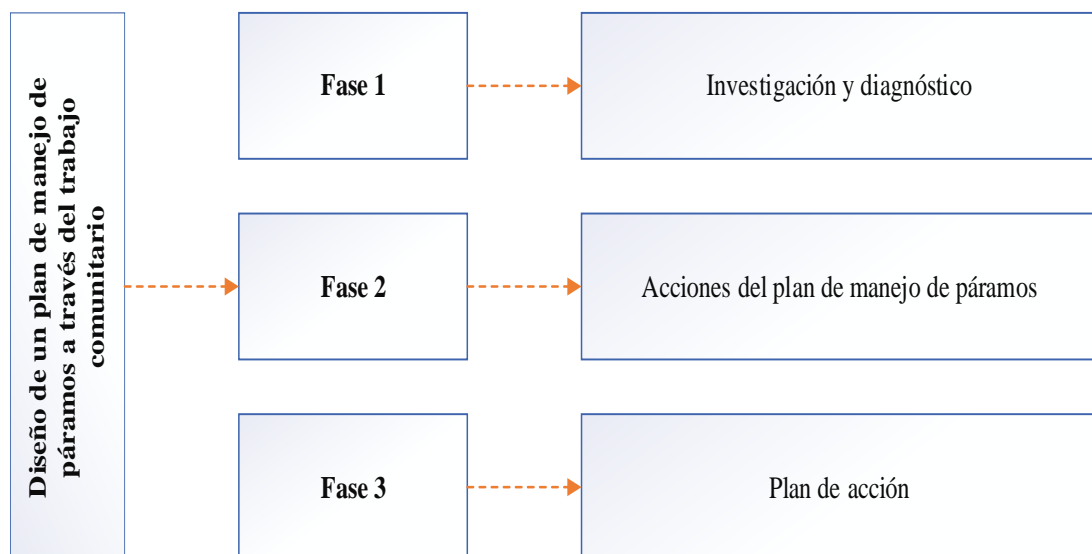 Diseño de un plan de manejo de
páramos a través del trabajo
comunitario
Fase 1
Investigación y diagnóstico
Fase 2
Acciones del plan de manejo de páramos
Fase 3
Plan de acción